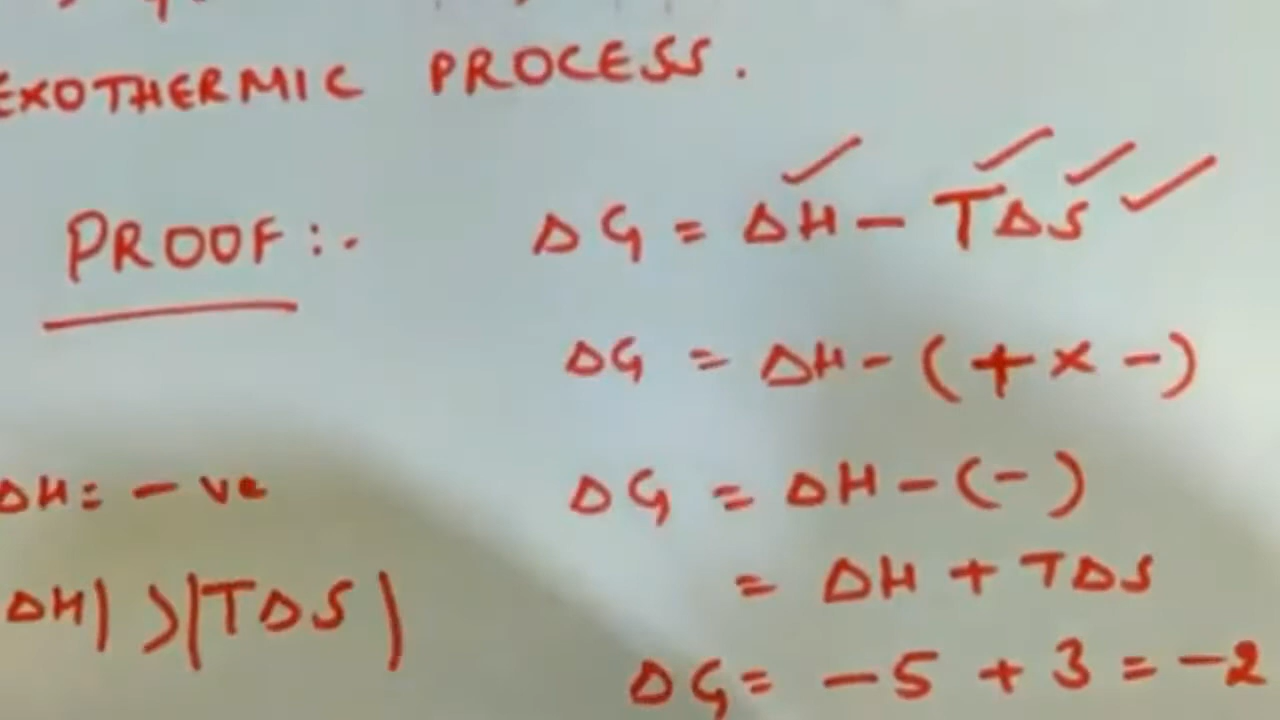 EXOTHERMIC PROCESS.
PROOF :-
ΔG = ΔH - TΔS
ΔG = ΔH - (+ x -)
ΔG = ΔH - (-)
ΔH = - ve
= ΔH + TΔS
ΔH| >|TΔS|
ΔG = -5 + 3 = -2